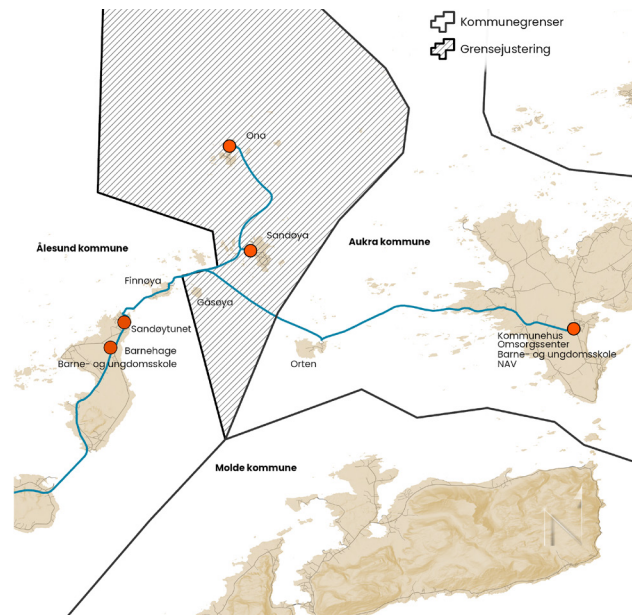 Kommunegrenser
Grensejustering
Ona
Sandøya
Ålesund kommune
Aukra kommune
Finnøya
Gåsøya
Sandøytunet
Kommunehus
Omsorgssenter
Barne- og ungdomsskole
NAV
Barnehage
Barne- og ungdomsskole
Orten
Molde kommune